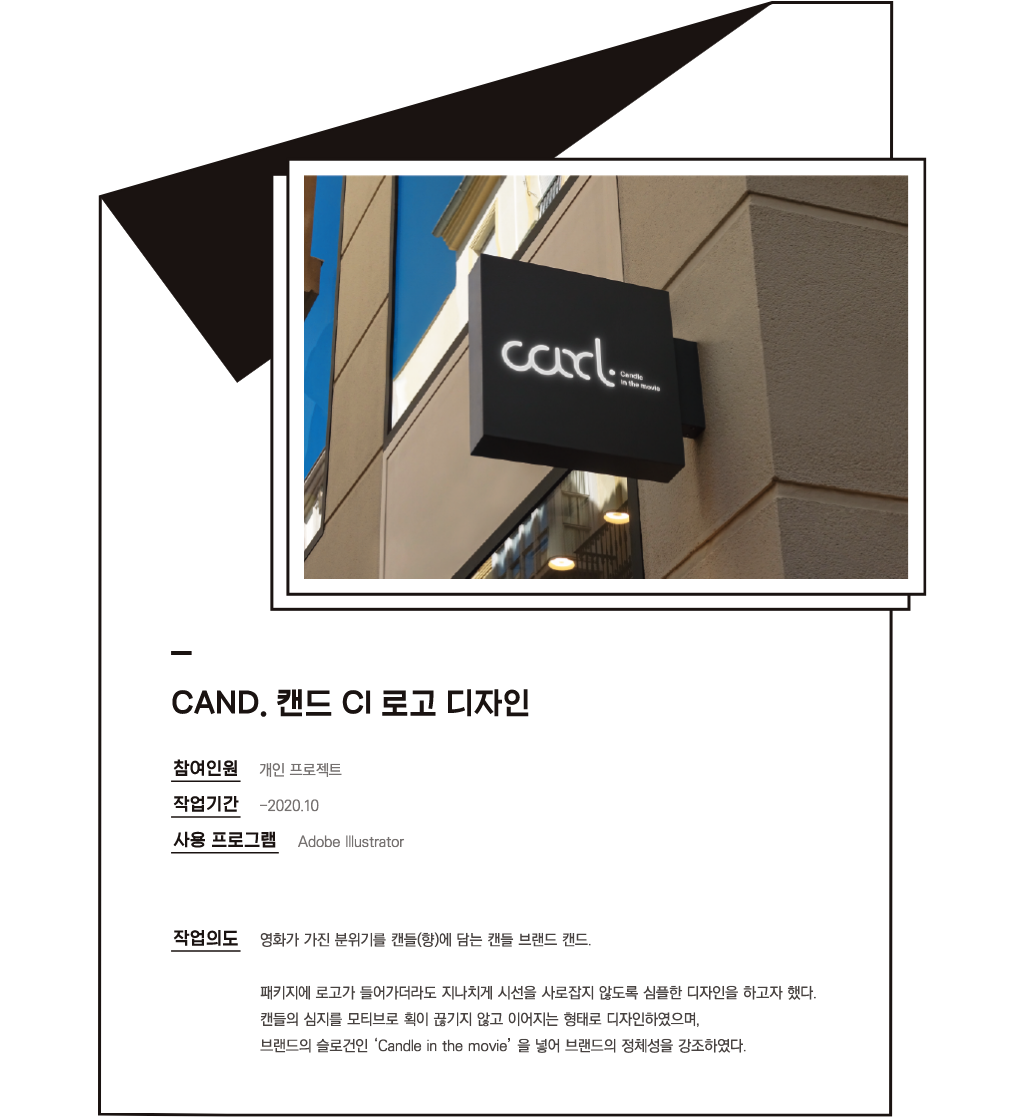 cand.
Candle
in the movie
CAND. 캔드 CI 로고 디자인
참여인원 개인 프로젝트
작업기간 -2020.10
사용 프로그램 Adobe Illustrator
작업의도 영화가 가진 분위기를 캔들(향)에 담는 캔들 브랜드 캔드.
패키지에 로고가 들어가더라도 지나치게 시선을 사로잡지 않도록 심플한 디자인을 하고자 했다.
캔들의 심지를 모티브로 획이 끊기지 않고 이어지는 형태로 디자인하였으며,
브랜드의 슬로건인 ‘Candle in the movie’ 을 넣어 브랜드의 정체성을 강조하였다.